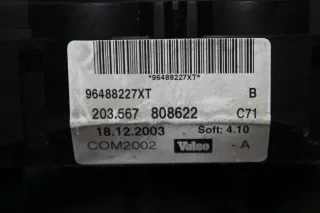 *96488227XT*
96488227XT B
203.567 808622 C71
18.12.2003 Soft: 4.10
COM2002 Valeo - A